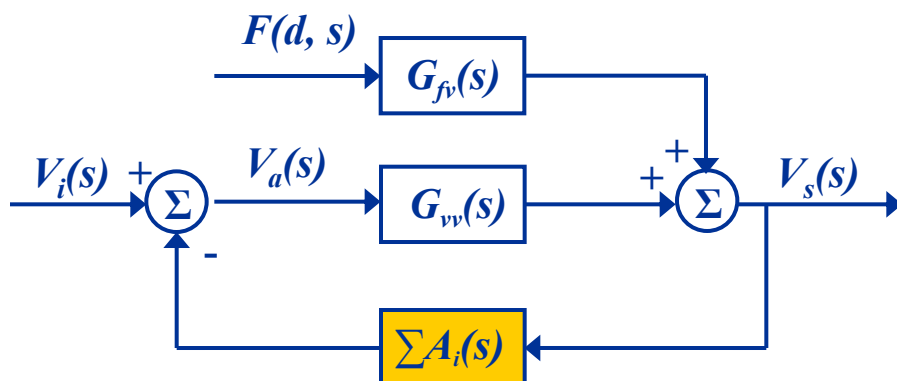 F(d, s)
G_fv(s)
V_i(s)
+
Σ
V_a(s)
G_vv(s)
+
+
Σ
V_s(s)
-
∑A_i(s)